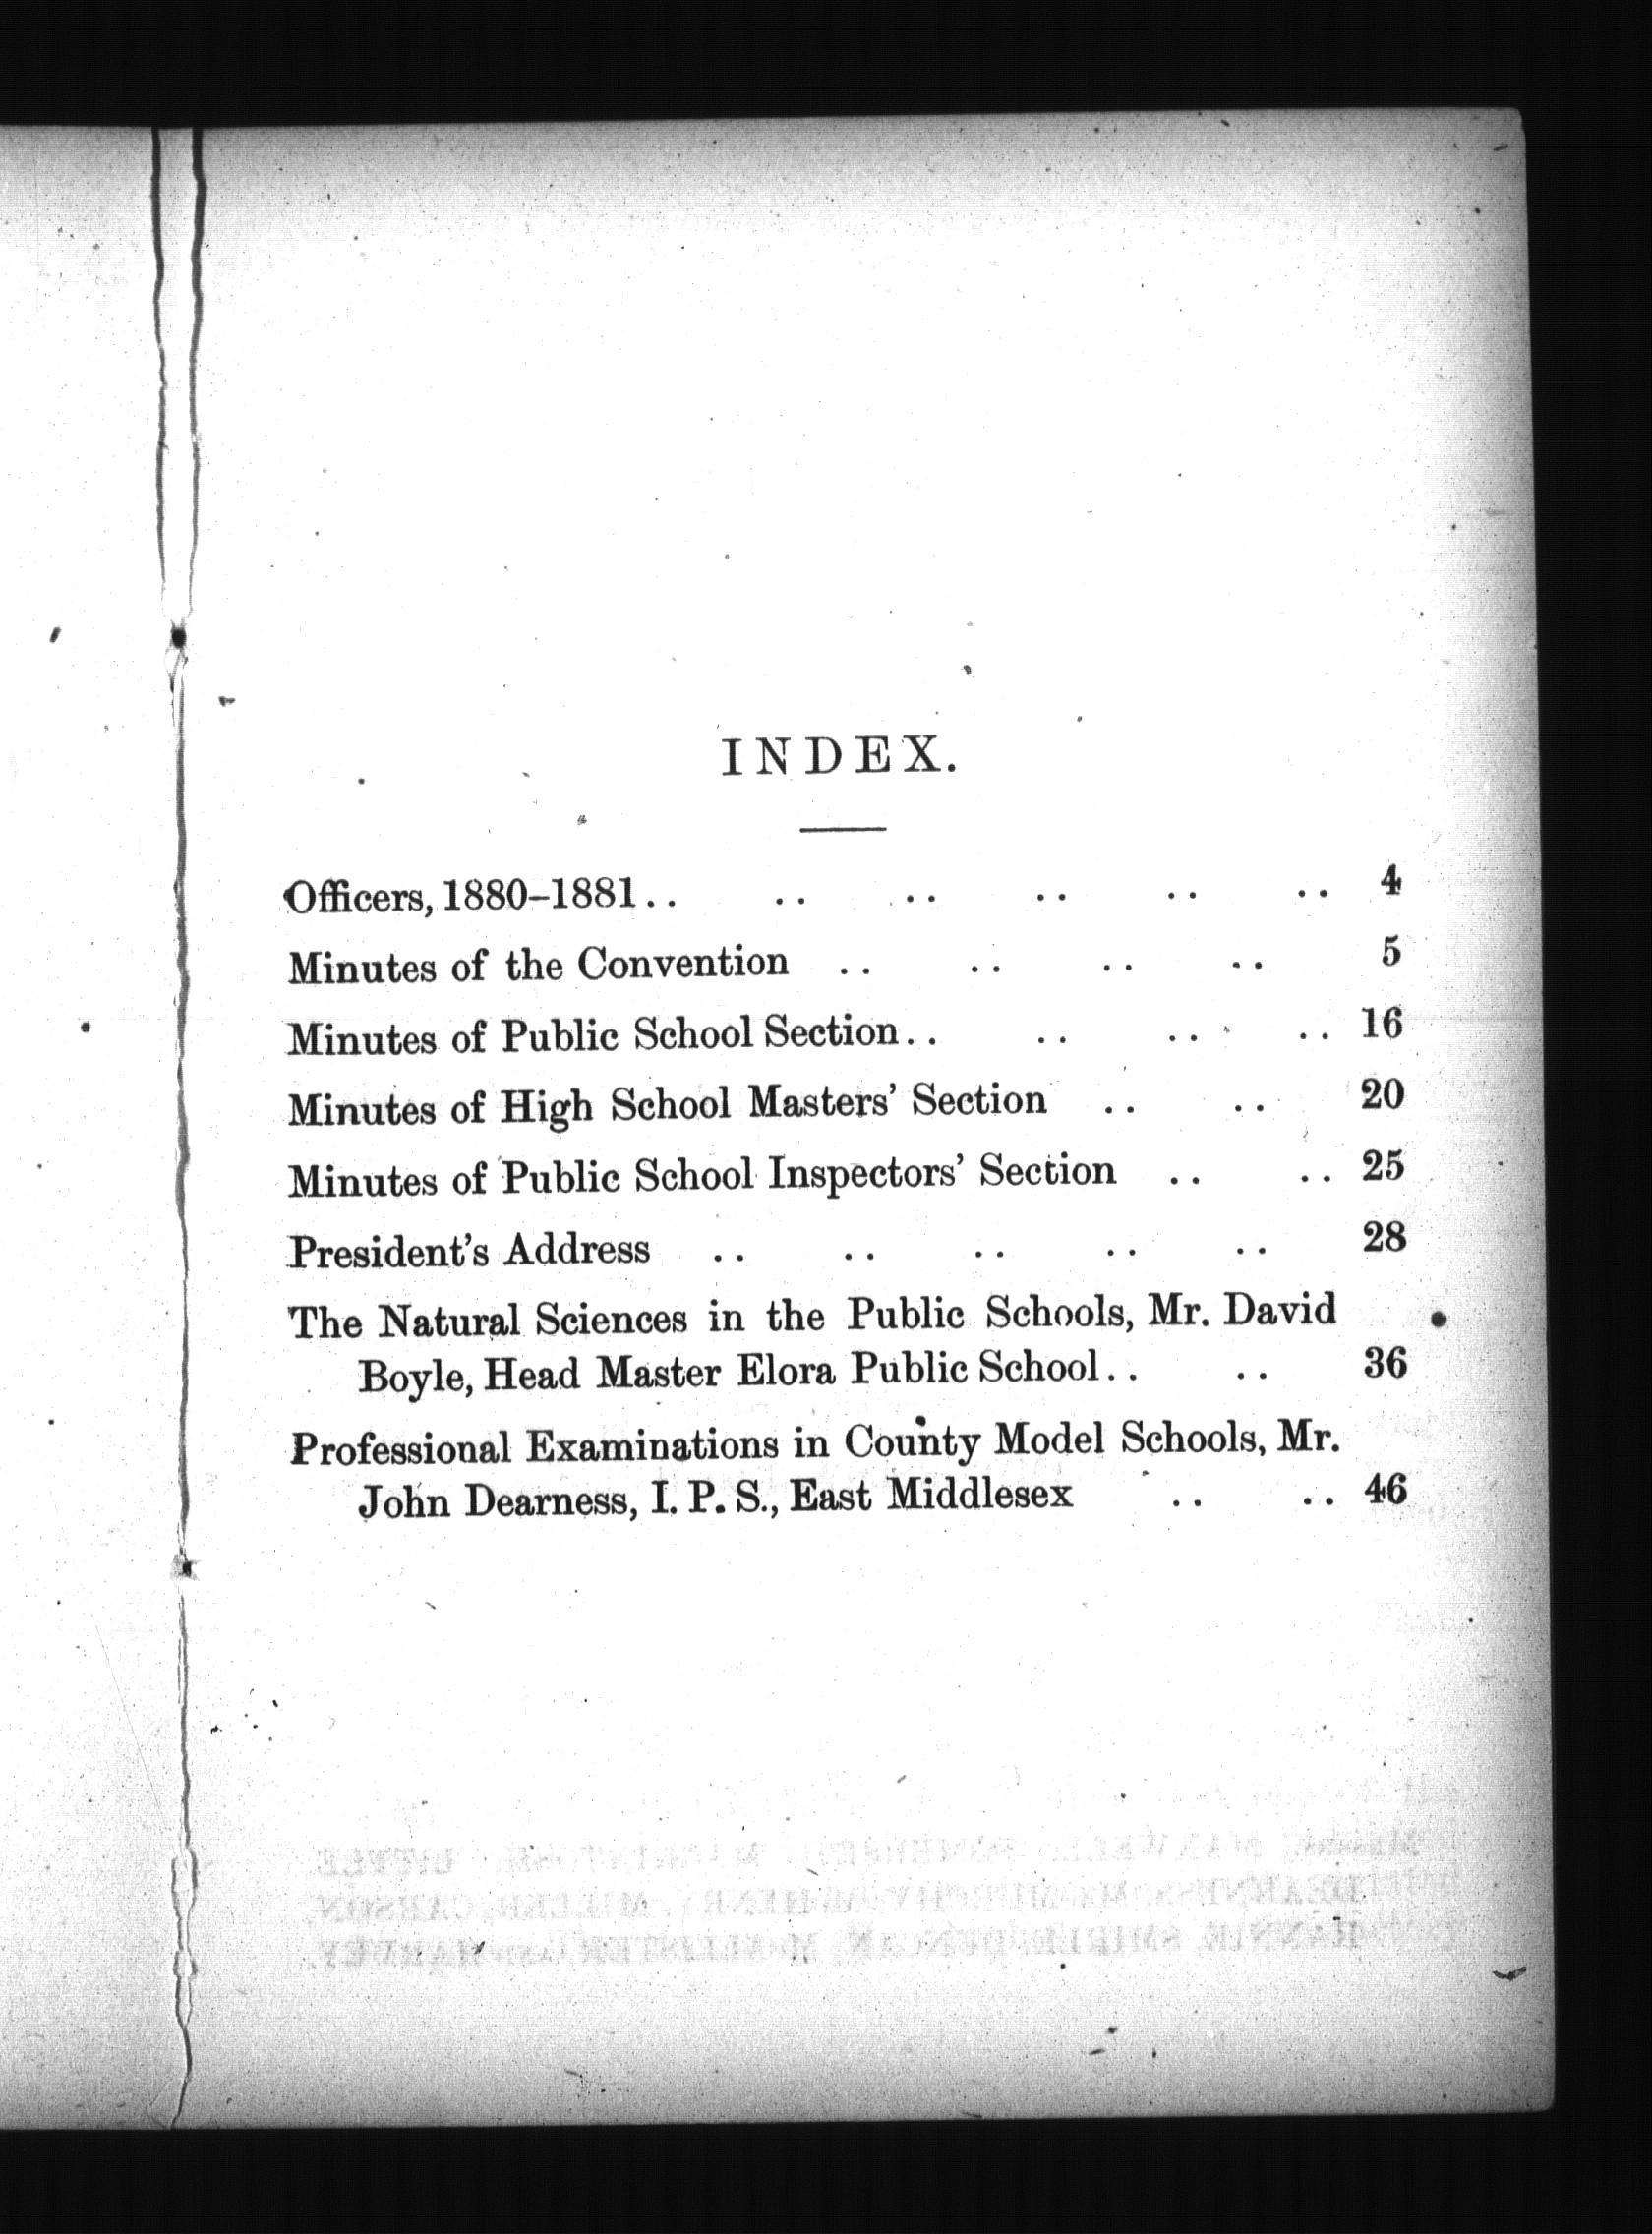 INDEX.
Officers, 1880–1881.. .. .. .. .. .. 4
Minutes of the Convention .. .. .. .. 5
Minutes of Public School Section.. .. .. .. 16
Minutes of High School Masters' Section .. .. 20
Minutes of Public School Inspectors' Section .. .. 25
President's Address .. .. .. .. .. 28
The Natural Sciences in the Public Schools, Mr. David
Boyle, Head Master Elora Public School.. .. 36
Professional Examinations in County Model Schools, Mr.
John Dearness, I. P. S., East Middlesex .. .. 46